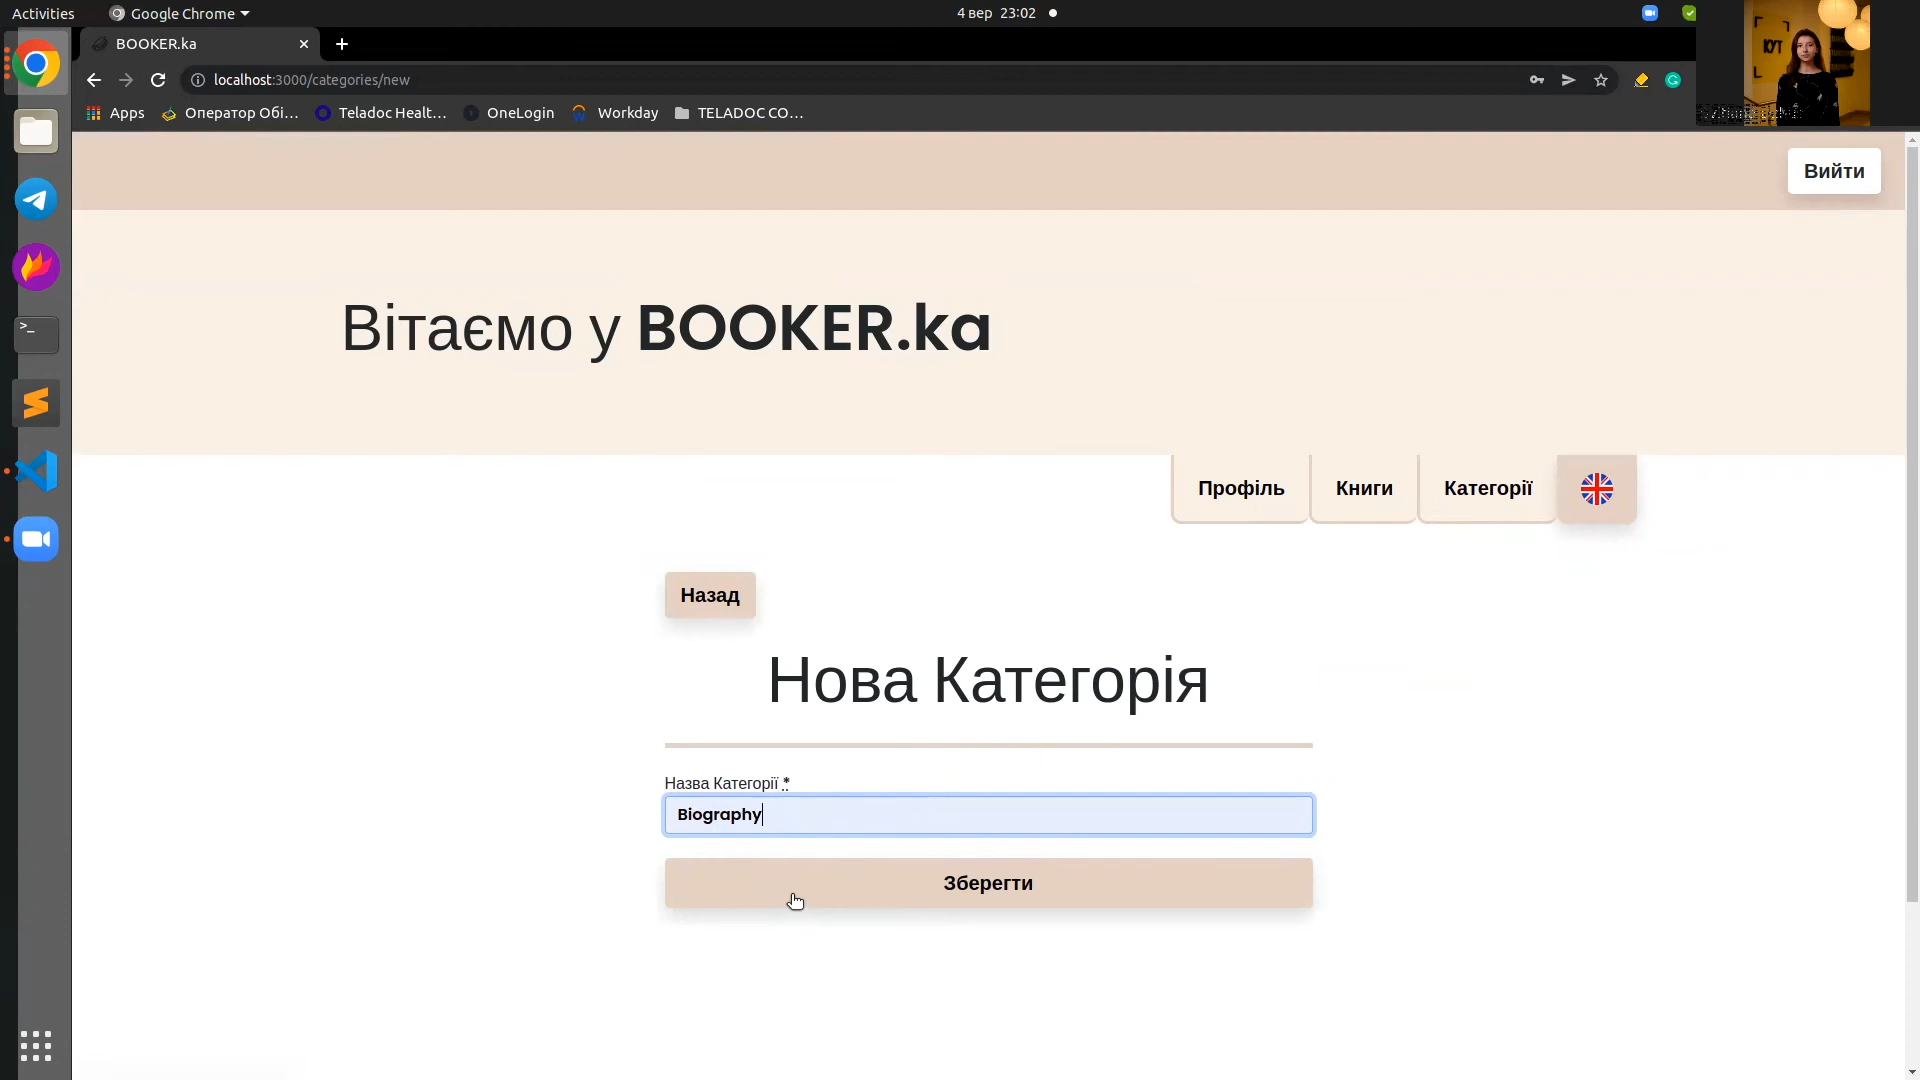 Activities
Google Chrome
4 вер 23:02
BOOKER.ka
localhost:3000/categories/new
Apps
Оператор Обі...
Teladoc Healt...
OneLogin
Workday
TELADOC CO...
КУТ
Вийти
Вітаємо у BOOKER.ka
Профіль
Книги
Категорії
Назад
Нова Категорія
Назва Категорії *
Biography
Зберегти